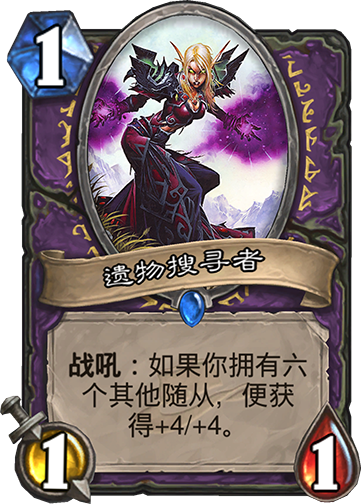 1
遗物搜寻者
战吼：如果你拥有六
个其他随从，便获
得+4/+4。
1
1